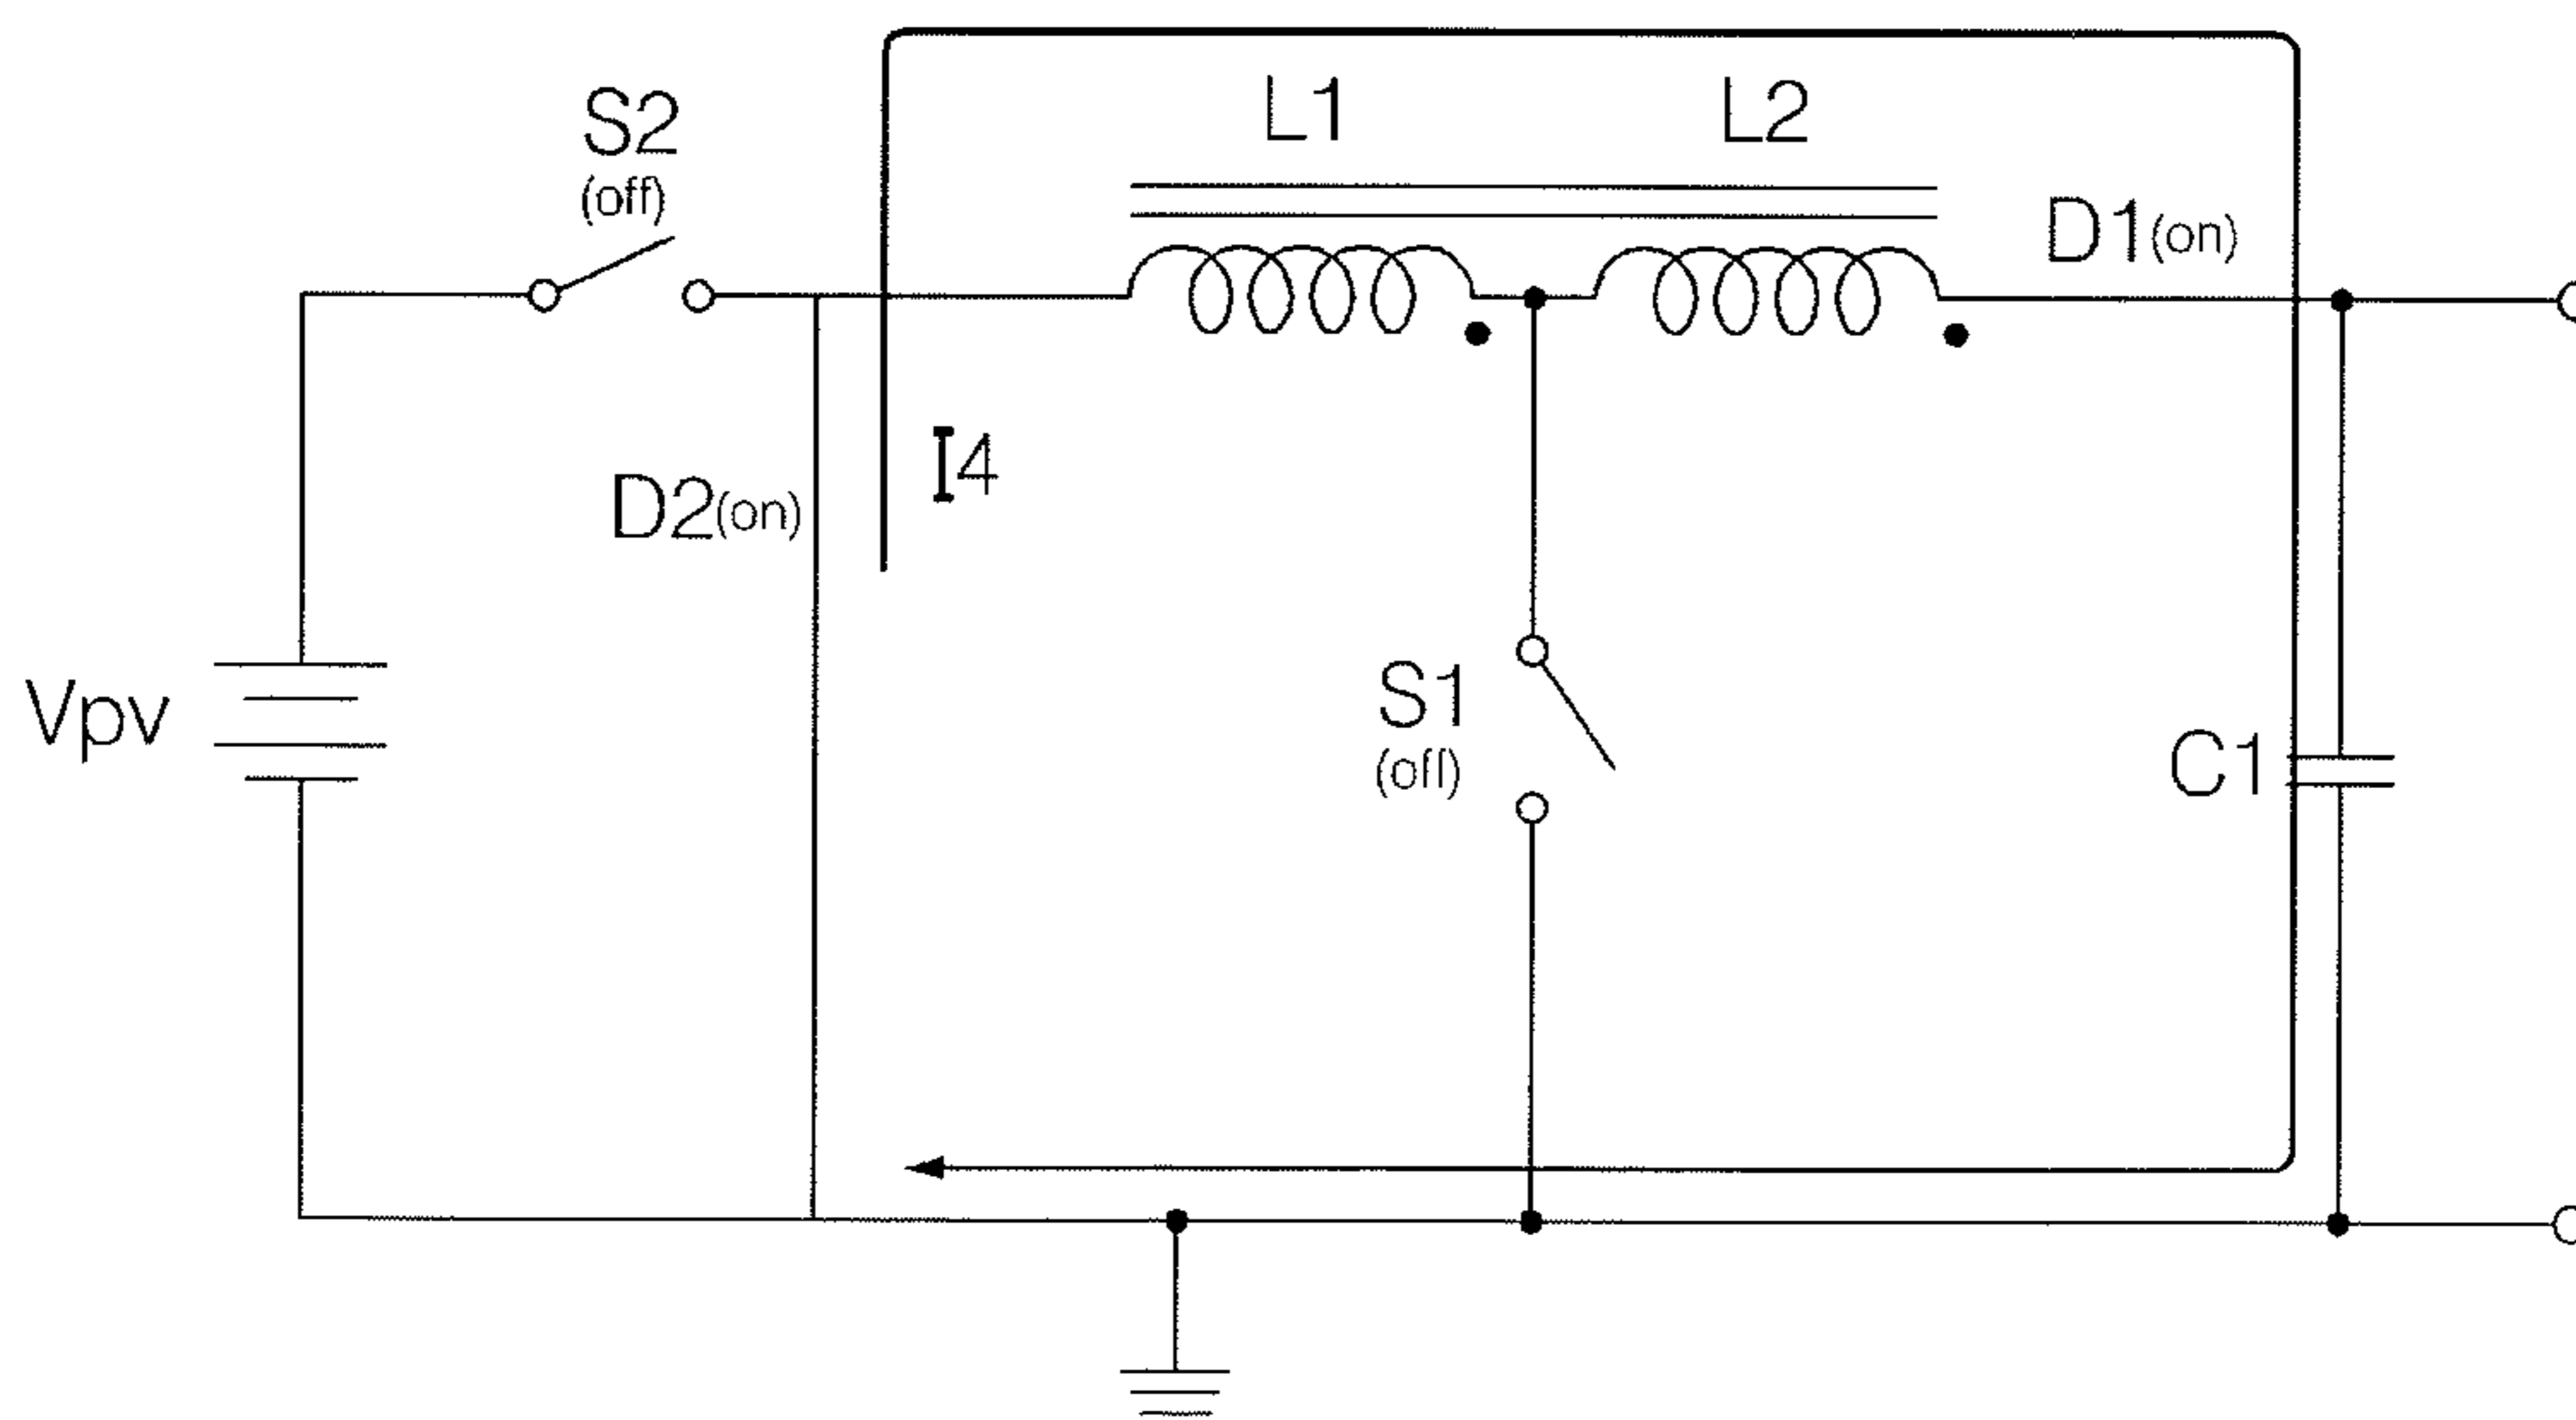 L1
L2
S2
(off)
D1(on)
I4
D2(on)
S1
(off)
Vpv
C1